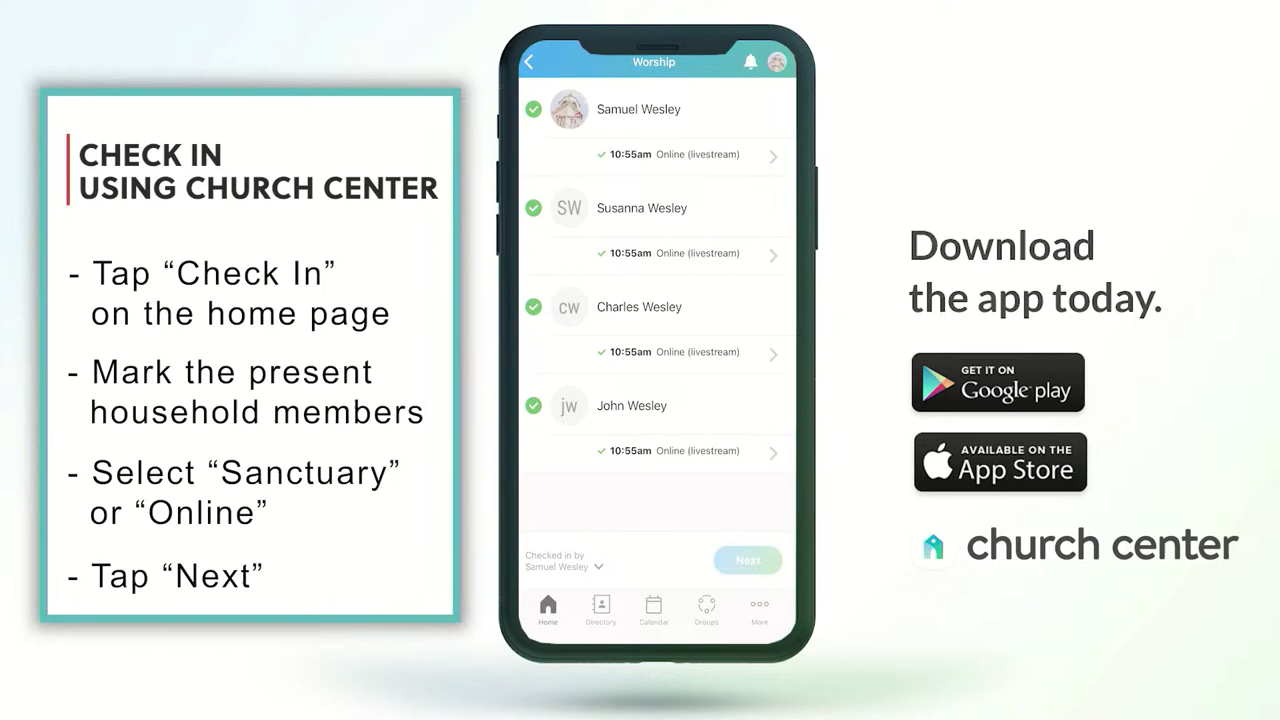 CHECK IN
USING CHURCH CENTER
- Tap “Check In”
on the home page
- Mark the present
household members
- Select “Sanctuary”
or “Online”
- Tap “Next”
Worship
Samuel Wesley
10:55am Online (livestream)
SW Susanna Wesley
10:55am Online (livestream)
cw Charles Wesley
10:55am Online (livestream)
jw John Wesley
10:55am Online (livestream)
Checked in by
Samuel Wesley
Next
Home Directory Calendar Groups More
Download
the app today.
GET IT ON
Google play
AVAILABLE ON THE
App Store
church center